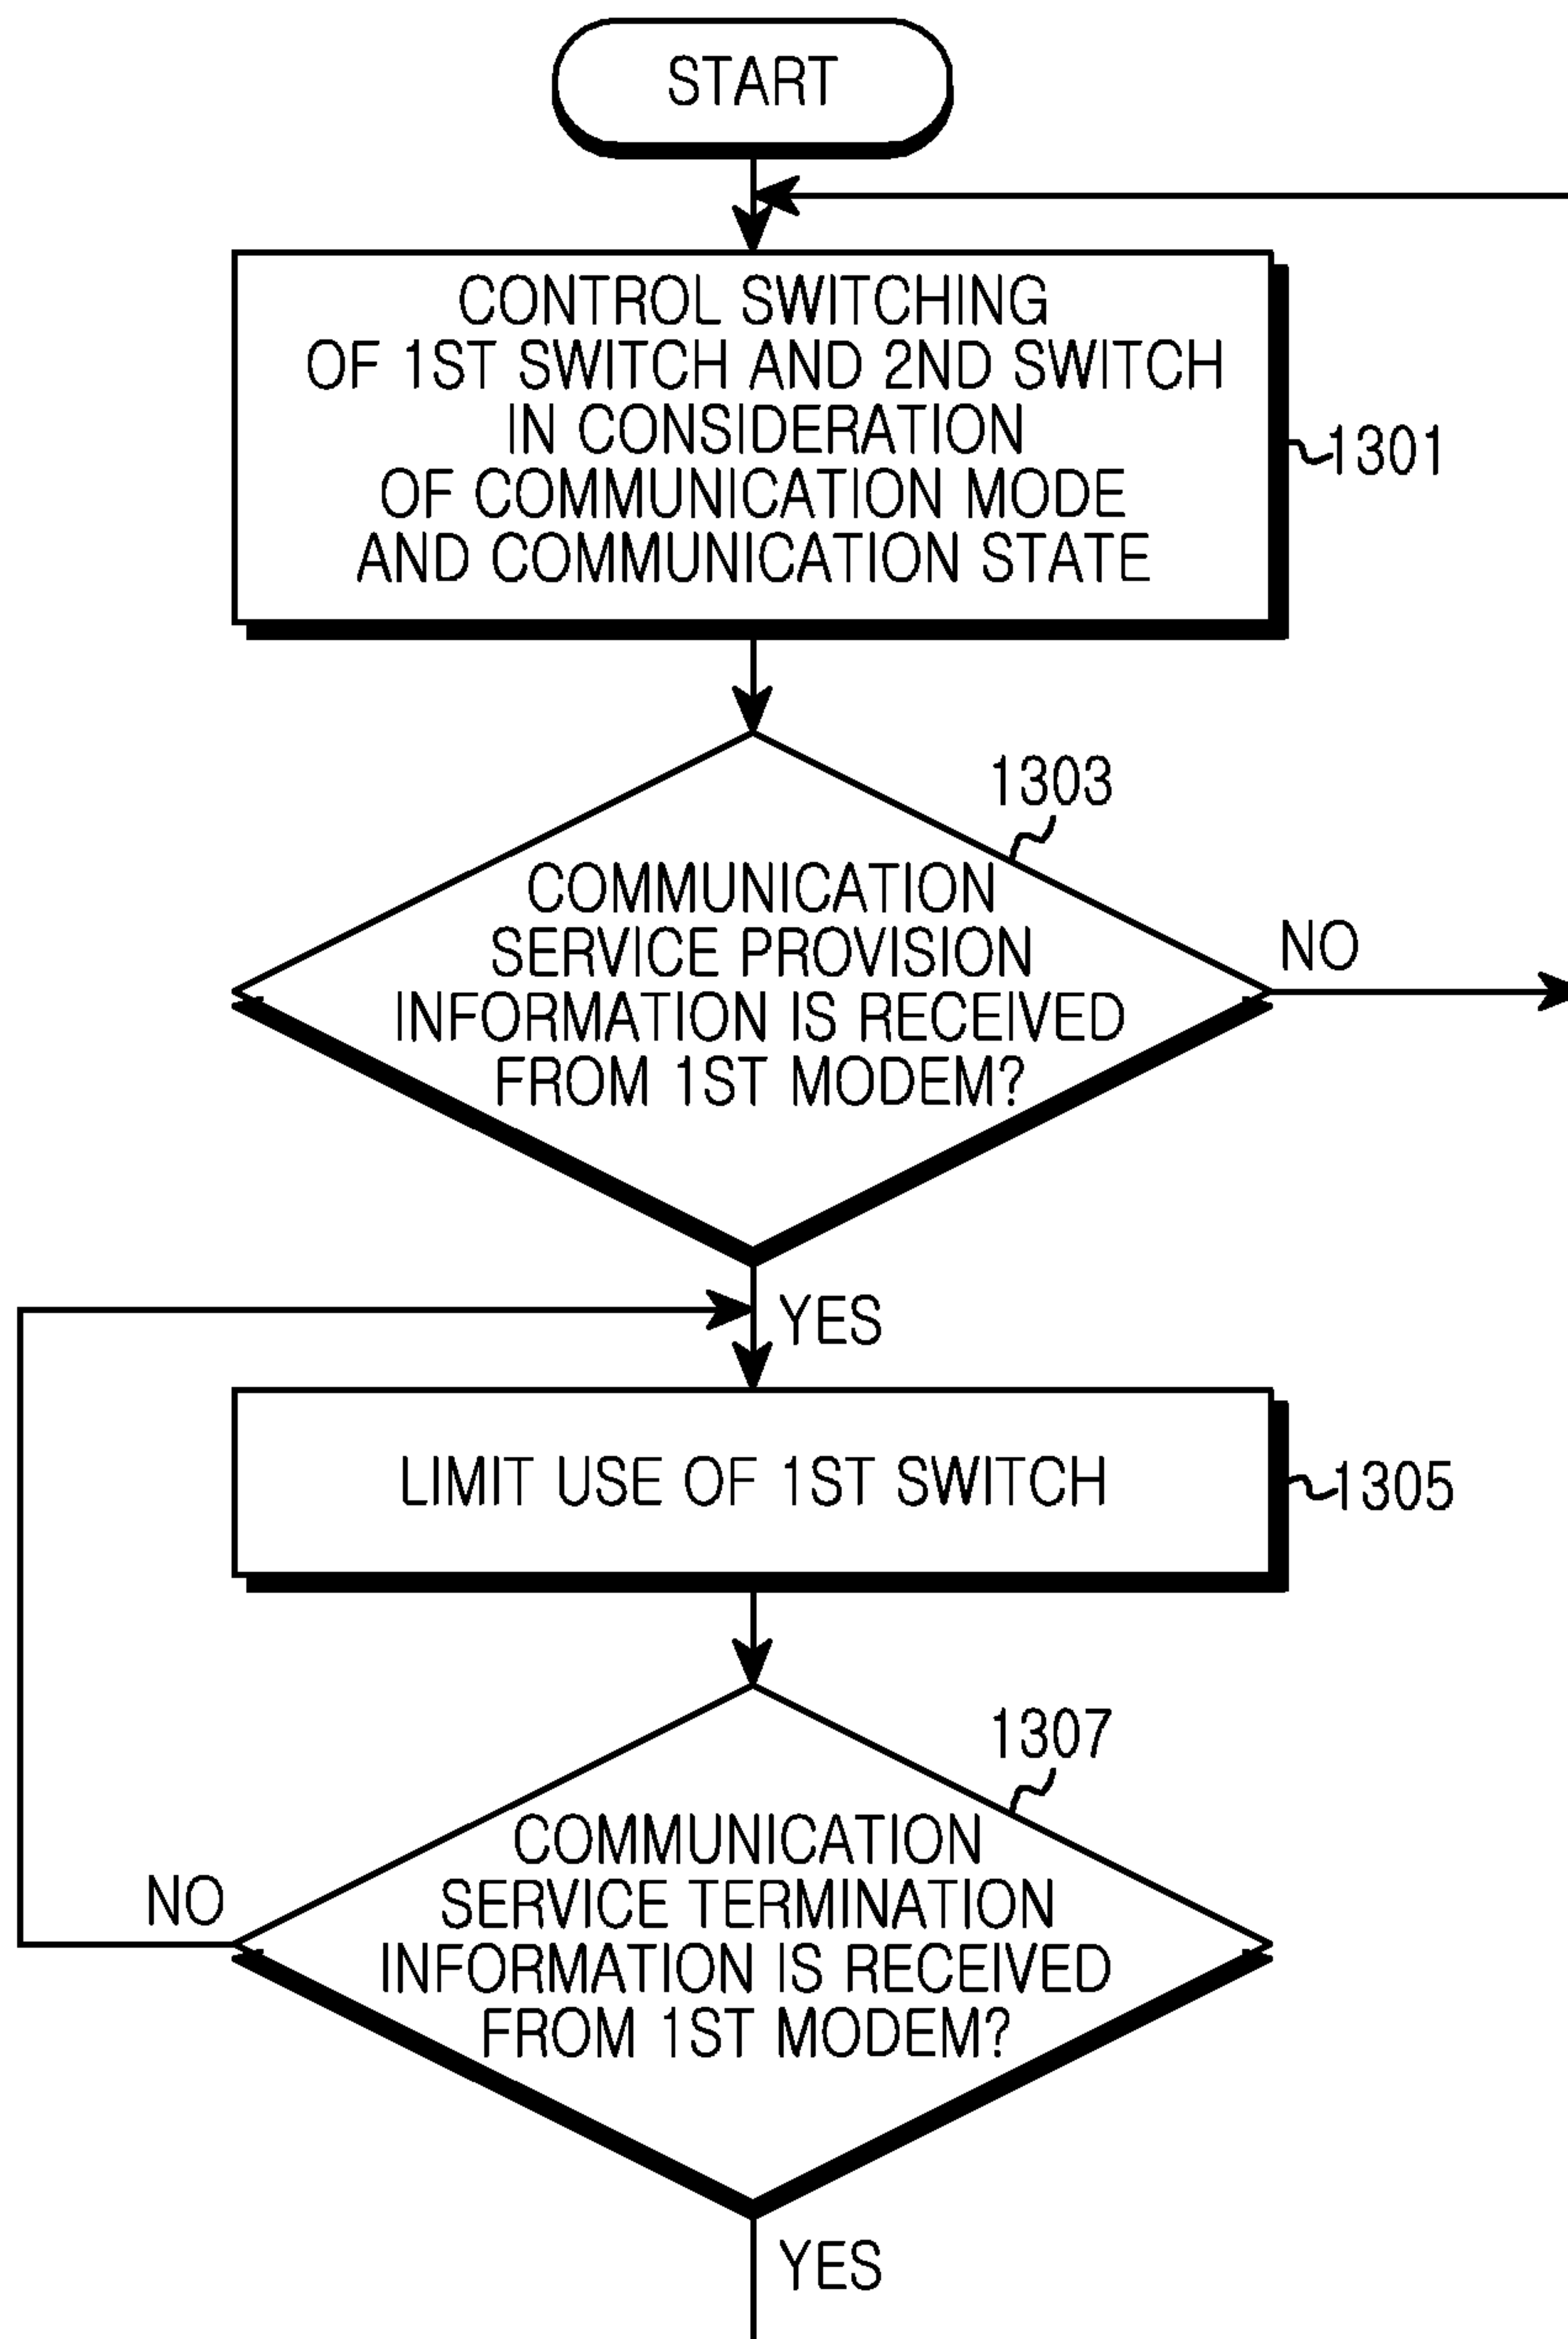 START
CONTROL SWITCHING
OF 1ST SWITCH AND 2ND SWITCH
IN CONSIDERATION
OF COMMUNICATION MODE
AND COMMUNICATION STATE
1301
1303
COMMUNICATION
SERVICE PROVISION
INFORMATION IS RECEIVED
FROM 1ST MODEM?
NO
YES
LIMIT USE OF 1ST SWITCH
1305
1307
COMMUNICATION
SERVICE TERMINATION
INFORMATION IS RECEIVED
FROM 1ST MODEM?
NO
YES